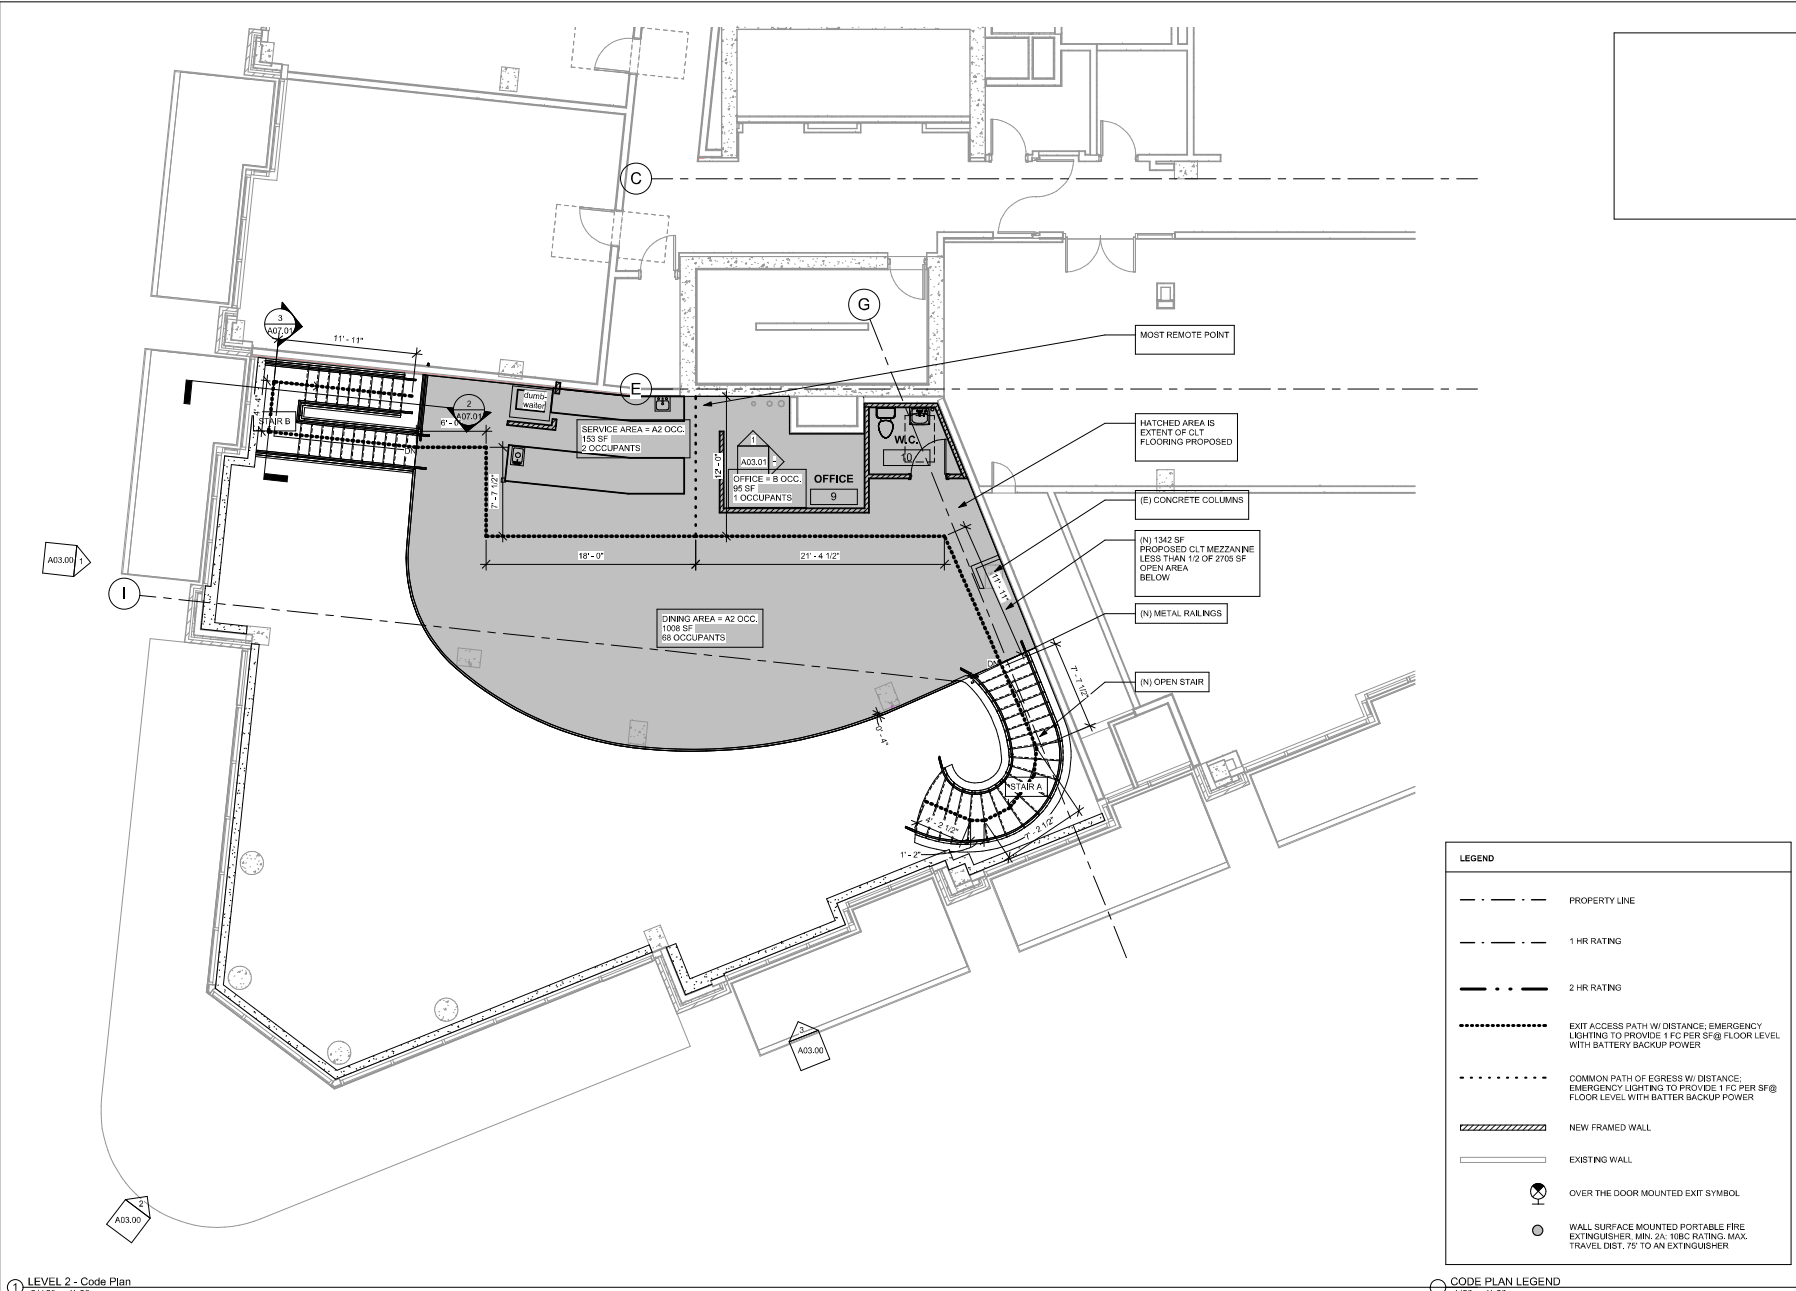 C
G
MOST REMOTE POINT
3
A07.01
11' - 11"
E
dumb-
waiter
2
A07.01
6' - 0"
4' - 4"
STAIR B
DN
SERVICE AREA = A2 OCC.
153 SF
2 OCCUPANTS
W.C.
10
HATCHED AREA IS
EXTENT OF CLT
FLOORING PROPOSED
1
A03.01
12' - 0"
OFFICE = B OCC.
95 SF
1 OCCUPANTS
OFFICE
9
7' - 7 1/2"
(E) CONCRETE COLUMNS
(N) 1342 SF
PROPOSED CLT MEZZANINE
LESS THAN 1/2 OF 2705 SF
OPEN AREA
BELOW
18' - 0"
21' - 4 1/2"
11' - 11"
A03.00
1
I
(N) METAL RAILINGS
DINING AREA = A2 OCC.
1008 SF
68 OCCUPANTS
DN
7' - 7 1/2"
(N) OPEN STAIR
0' - 4"
STAIR A
4' - 2 1/2"
7' - 2 1/2"
1' - 2"
3
A03.00
2
A03.00
LEGEND
PROPERTY LINE
1 HR RATING
2 HR RATING
EXIT ACCESS PATH W/ DISTANCE; EMERGENCY
LIGHTING TO PROVIDE 1 FC PER SF@ FLOOR LEVEL
WITH BATTERY BACKUP POWER
COMMON PATH OF EGRESS W/ DISTANCE;
EMERGENCY LIGHTING TO PROVIDE 1 FC PER SF@
FLOOR LEVEL WITH BATTER BACKUP POWER
NEW FRAMED WALL
EXISTING WALL
OVER THE DOOR MOUNTED EXIT SYMBOL
WALL SURFACE MOUNTED PORTABLE FIRE
EXTINGUISHER, MIN. 2A: 10BC RATING. MAX.
TRAVEL DIST. 75' TO AN EXTINGUISHER
1
LEVEL 2 - Code Plan
CODE PLAN LEGEND